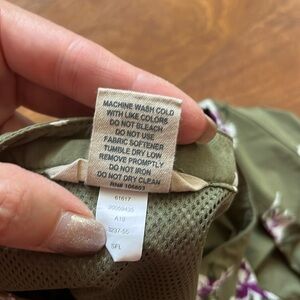 MACHINE WASH COLD
WITH LIKE COLORS
DO NOT BLEACH
DO NOT USE
FABRIC SOFTENER
TUMBLE DRY LOW
REMOVE PROMPTLY
DO NOT IRON
DO NOT DRY CLEAN
RN# 106603
61617
A19
SFL